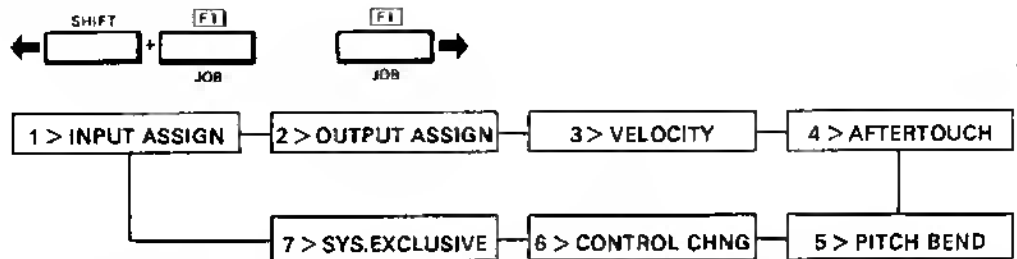 SHIFT F1 F1
← + →
JOB JOB
1 > INPUT ASSIGN 2 > OUTPUT ASSIGN 3 > VELOCITY 4 > AFTERTOUCH
7 > SYS.EXCLUSIVE 6 > CONTROL CHNG 5 > PITCH BEND